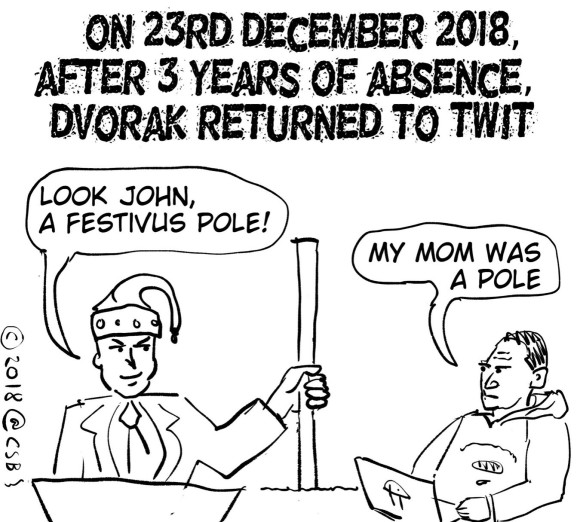 ON 23RD DECEMBER 2018,
AFTER 3 YEARS OF ABSENCE,
DVORAK RETURNED TO TWIT
LOOK JOHN,
A FESTIVUS POLE!
MY MOM WAS
A POLE
© 2018 @CSB